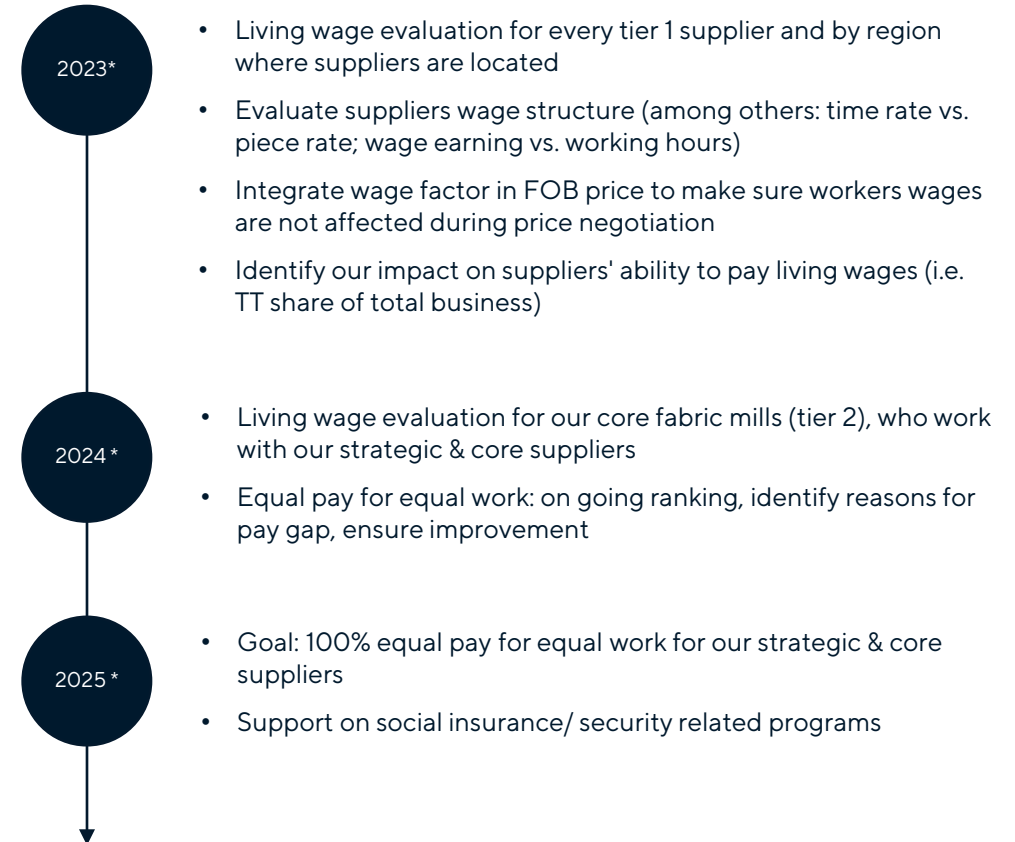 2023*
• Living wage evaluation for every tier 1 supplier and by region
where suppliers are located
• Evaluate suppliers wage structure (among others: time rate vs.
piece rate; wage earning vs. working hours)
• Integrate wage factor in FOB price to make sure workers wages
are not affected during price negotiation
• Identify our impact on suppliers' ability to pay living wages (i.e.
TT share of total business)
2024 *
• Living wage evaluation for our core fabric mills (tier 2), who work
with our strategic & core suppliers
• Equal pay for equal work: on going ranking, identify reasons for
pay gap, ensure improvement
2025 *
• Goal: 100% equal pay for equal work for our strategic & core
suppliers
• Support on social insurance/ security related programs